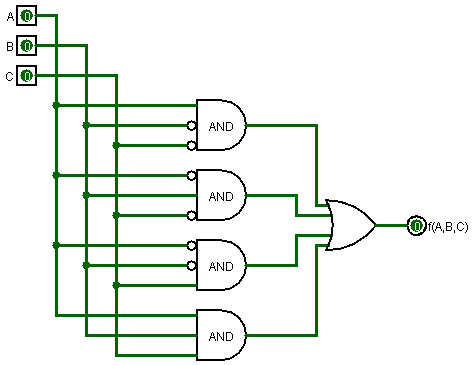 A 0
B 0
C 0
AND
AND
AND
AND
0 f(A,B,C)